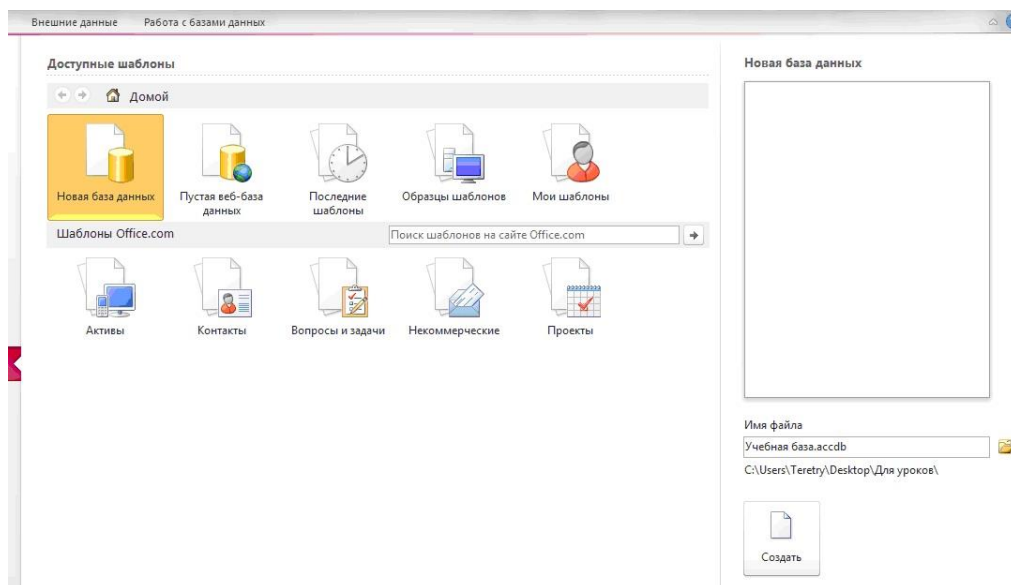 Внешние данные Работа с базами данных
Доступные шаблоны
Домой
Новая база данных
Пустая веб-база
данных
Последние
шаблоны
Образцы шаблонов
Мои шаблоны
Шаблоны Office.com
Поиск шаблонов на сайте Office.com
Активы
Контакты
Вопросы и задачи
Некоммерческие
Проекты
Новая база данных
Имя файла
Учебная база.accdb
C:\Users\Teretry\Desktop\Для уроков\
Создать